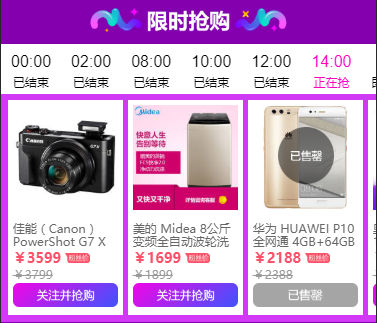 限时抢购
00:00 02:00 08:00 10:00 12:00 14:00
已结束 已结束 已结束 已结束 已结束 正在抢
Canon
Midea
快意人生
告别等待
又快又干净
已售罄
佳能（Canon）
PowerShot G7 X
¥3599 粉丝价
¥3799
关注并抢购
美的 Midea 8公斤
变频全自动波轮洗
¥1699 粉丝价
¥1899
关注并抢购
华为 HUAWEI P10
全网通 4GB+64GB
¥2188 粉丝价
¥2388
已售罄